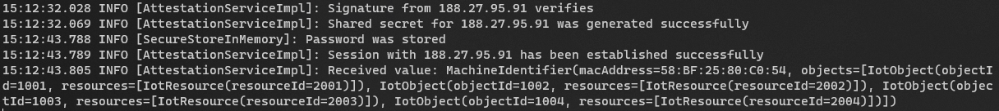 15:12:32.028 INFO [AttestationServiceImpl]: Signature from 188.27.95.91 verifies
15:12:32.069 INFO [AttestationServiceImpl]: Shared secret for 188.27.95.91 was generated successfully
15:12:43.788 INFO [SecureStoreInMemory]: Password was stored
15:12:43.789 INFO [AttestationServiceImpl]: Session with 188.27.95.91 has been established successfully
15:12:43.805 INFO [AttestationServiceImpl]: Received value: MachineIdentifier(macAddress=58:BF:25:80:C0:54, objects=[IotObject(objectI
d=1001, resources=[IotResource(resourceId=2001)]), IotObject(objectId=1002, resources=[IotResource(resourceId=2002)]), IotObject(objec
tId=1003, resources=[IotResource(resourceId=2003)]), IotObject(objectId=1004, resources=[IotResource(resourceId=2004)])])